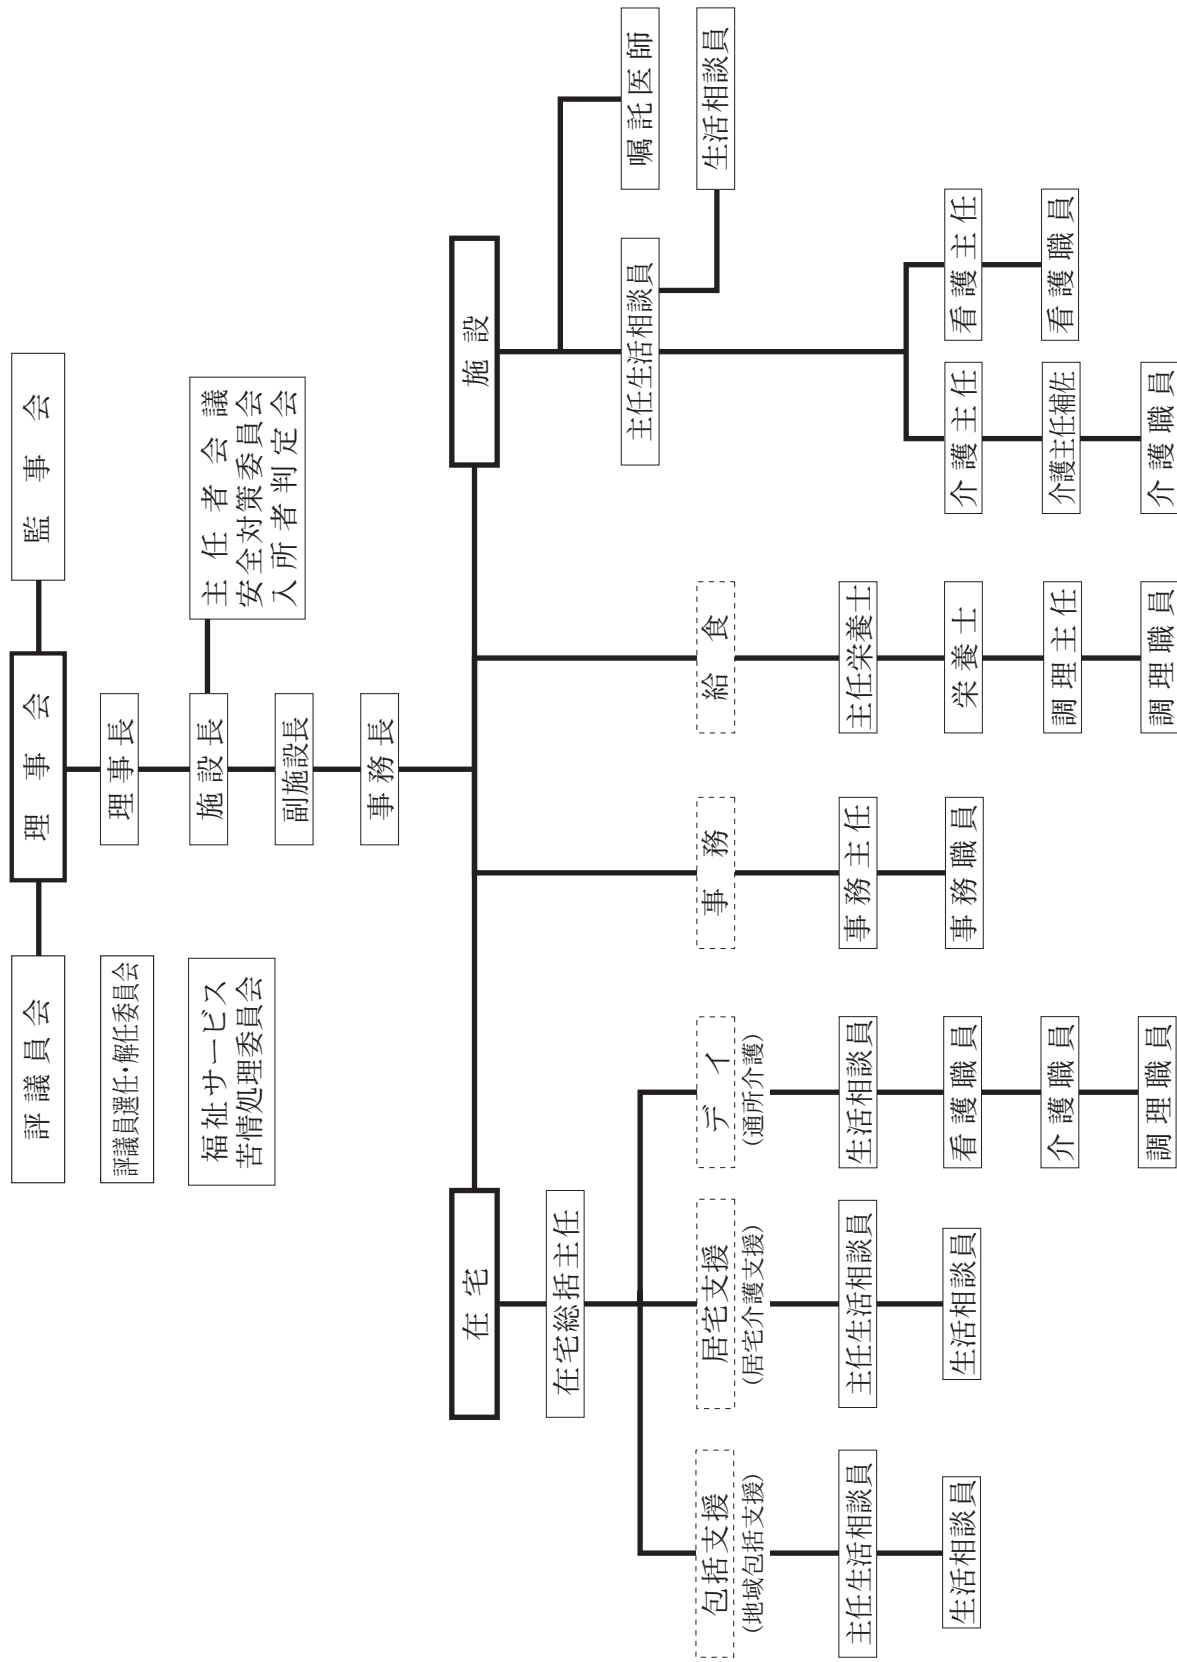 評議員会
理事会
監事会
評議員選任・解任委員会
理事長
福祉サービス
苦情処理委員会
施設長
主任者会議
安全対策委員会
入所者判定会
副施設長
事務長
在宅
施設
在宅総括主任
包括支援
(地域包括支援)
主任生活相談員
生活相談員
居宅支援
(居宅介護支援)
主任生活相談員
生活相談員
デイ
(通所介護)
生活相談員
看護職員
介護職員
調理職員
事務
事務主任
事務職員
給食
主任栄養士
栄養士
調理主任
調理職員
嘱託医師
主任生活相談員
生活相談員
介護主任
介護主任補佐
介護職員
看護主任
看護職員